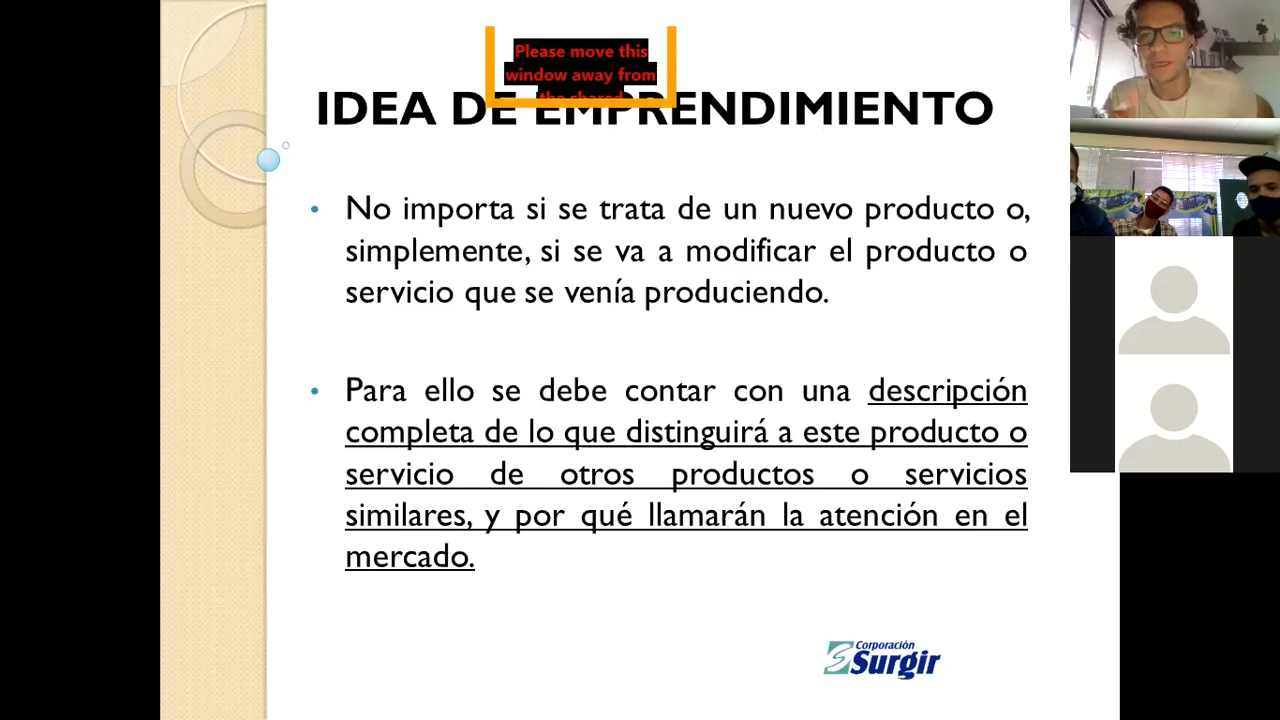 Please move this
window away from
the shared
IDEA DE EMPRENDIMIENTO
• No importa si se trata de un nuevo producto o,
simplemente, si se va a modificar el producto o
servicio que se venía produciendo.
• Para ello se debe contar con una descripción
completa de lo que distinguirá a este producto o
servicio de otros productos o servicios
similares, y por qué llamarán la atención en el
mercado.
Corporación
Surgir